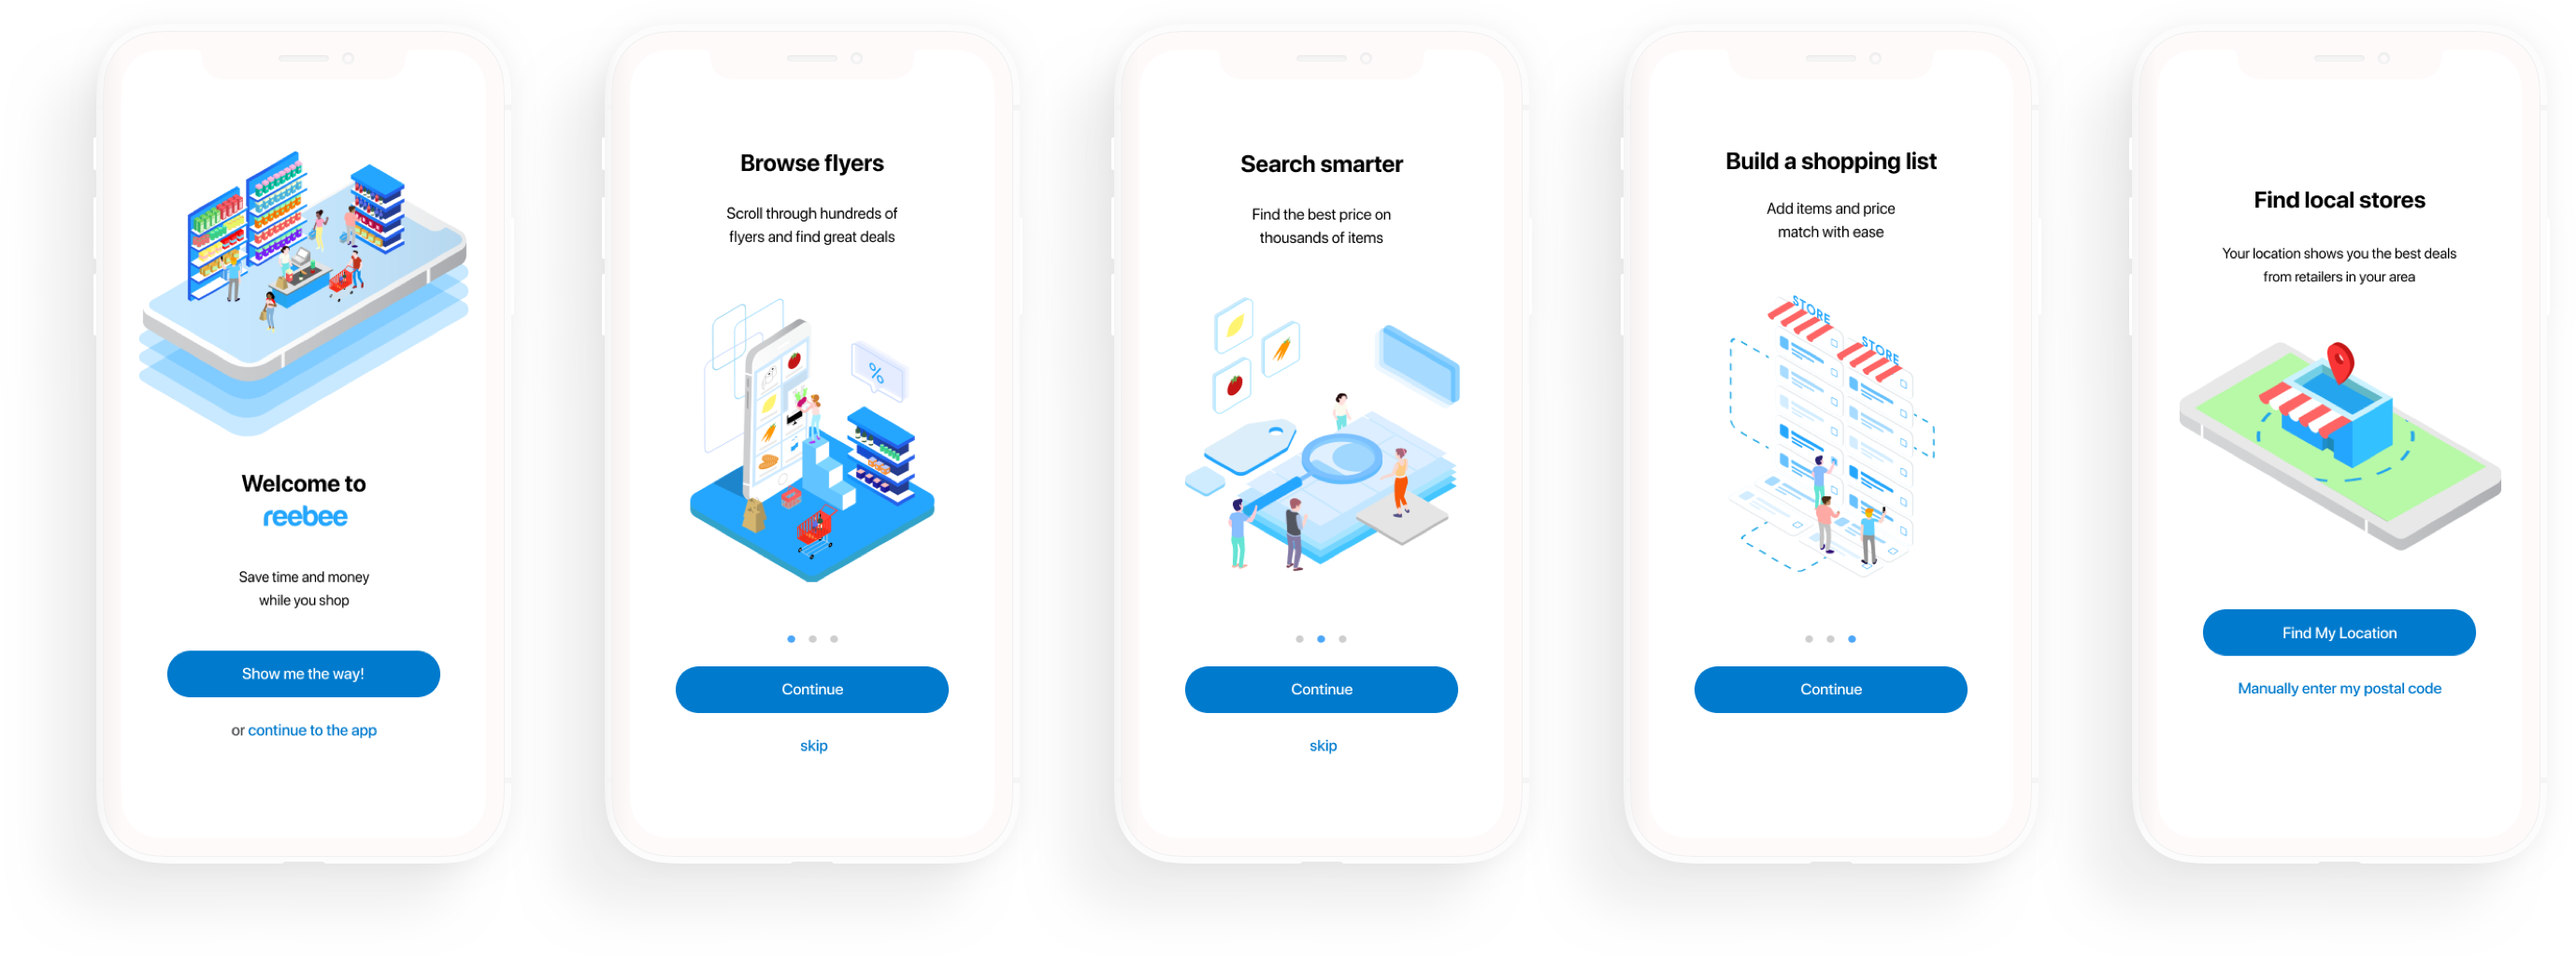 Welcome to
reebee
Save time and money
while you shop
Show me the way!
or continue to the app
Browse flyers
Scroll through hundreds of
flyers and find great deals
%
Continue
skip
Search smarter
Find the best price on
thousands of items
Continue
skip
Build a shopping list
Add items and price
match with ease
STORE
STORE
Continue
Find local stores
Your location shows you the best deals
from retailers in your area
Find My Location
Manually enter my postal code